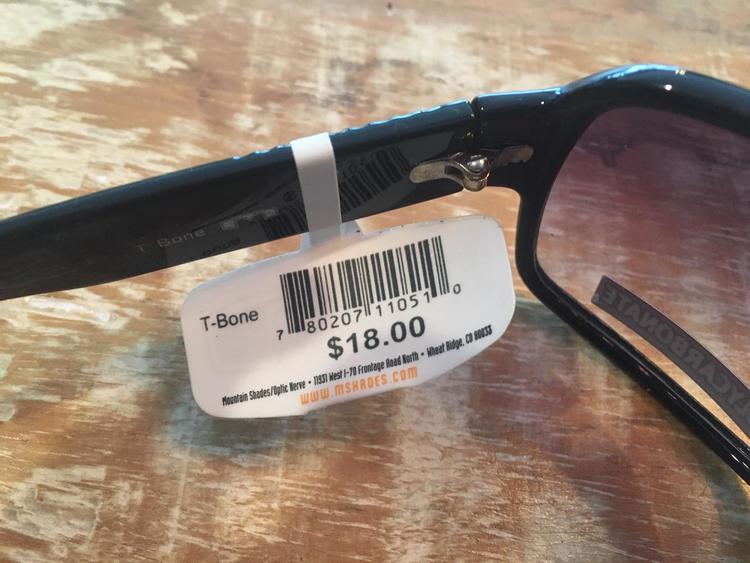 T Bone
T-Bone
7 80207 11051 0
$18.00
Mountain Shades/Optic Nerve • 11931 West I-70 Frontage Road North • Wheat Ridge, CO 80033
WWW.MSHADES.COM